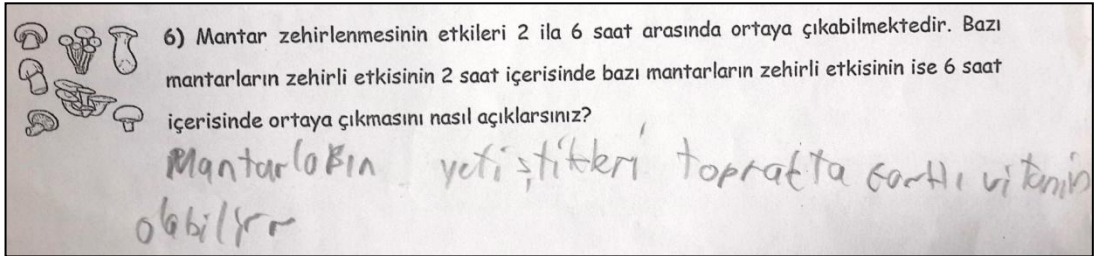 6) Mantar zehirlenmesinin etkileri 2 ila 6 saat arasında ortaya çıkabilmektedir. Bazı
mantarların zehirli etkisinin 2 saat içerisinde bazı mantarların zehirli etkisinin ise 6 saat
içerisinde ortaya çıkmasını nasıl açıklarsınız?
Mantarların yetiştikleri toprakta farklı vitamin
olabilir